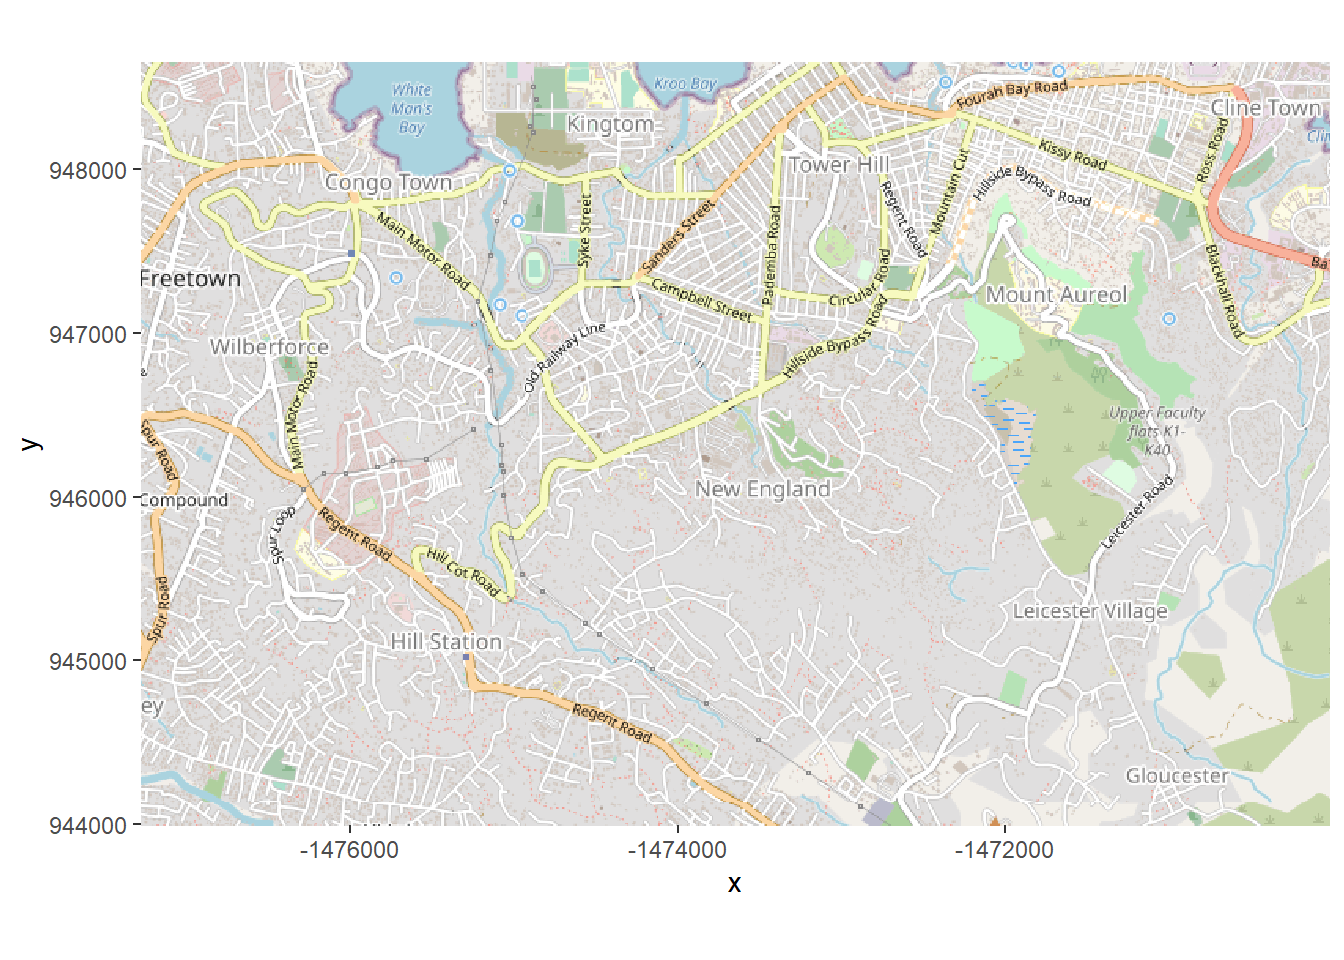 White
Man's
Bay
Kroo Bay
Kingtom
Fourah Bay Road
Cline Town
Tower Hill
Kissy Road
Ross Road
948000
Congo Town
Hillside Bypass Road
Mountain Cut
Regent Road
Main Motor Road
Syke Street
Sanders Street
Pademba Road
Freetown
Campbell Street
Circular Road
Mount Aureol
Blackhall Road
947000
Wilberforce
Old Railway Line
Hillside Bypass Road
Main Motor Road
Upper Faculty
flats K1-
K40
y
Spur Road
946000
Compound
New England
Spur Loop
Regent Road
Leicester Road
Hill Cot Road
Spur Road
Leicester Village
Hill Station
945000
ey
Regent Road
Gloucester
944000
-1476000
-1474000
-1472000
x